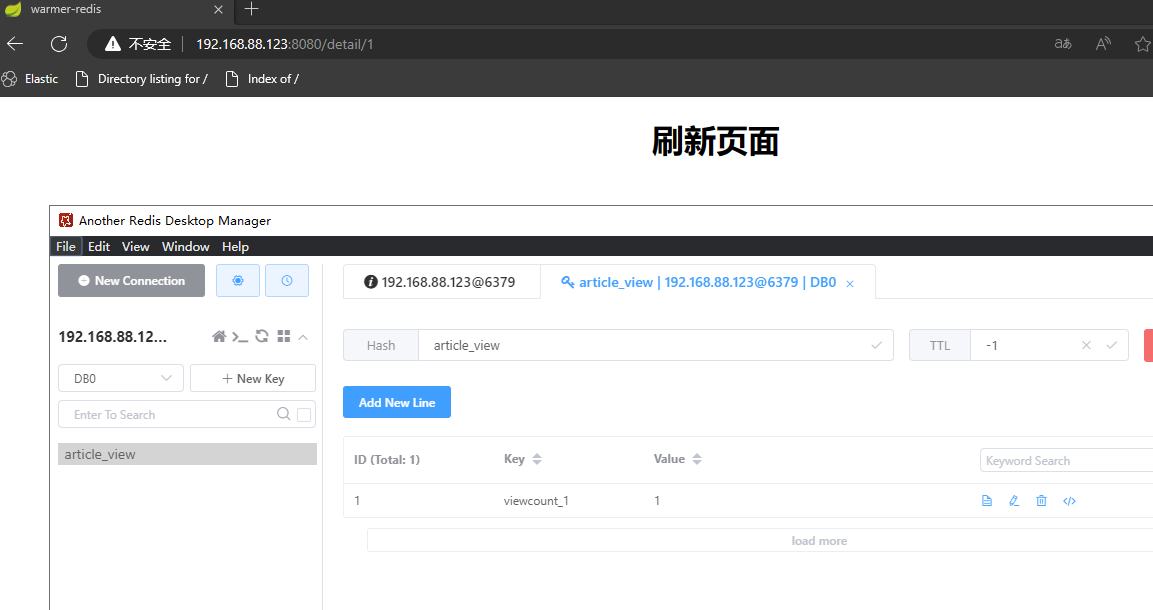 warmer-redis
不安全 192.168.88.123:8080/detail/1 aあ A
Elastic Directory listing for / Index of /
刷新页面
Another Redis Desktop Manager
File Edit View Window Help
New Connection 192.168.88.123@6379 article_view | 192.168.88.123@6379 | DB0
192.168.88.12... Hash article_view TTL -1
DB0 New Key
Enter To Search Add New Line
article_view ID (Total: 1) Key Value Keyword Search
1 viewcount_1 1
load more